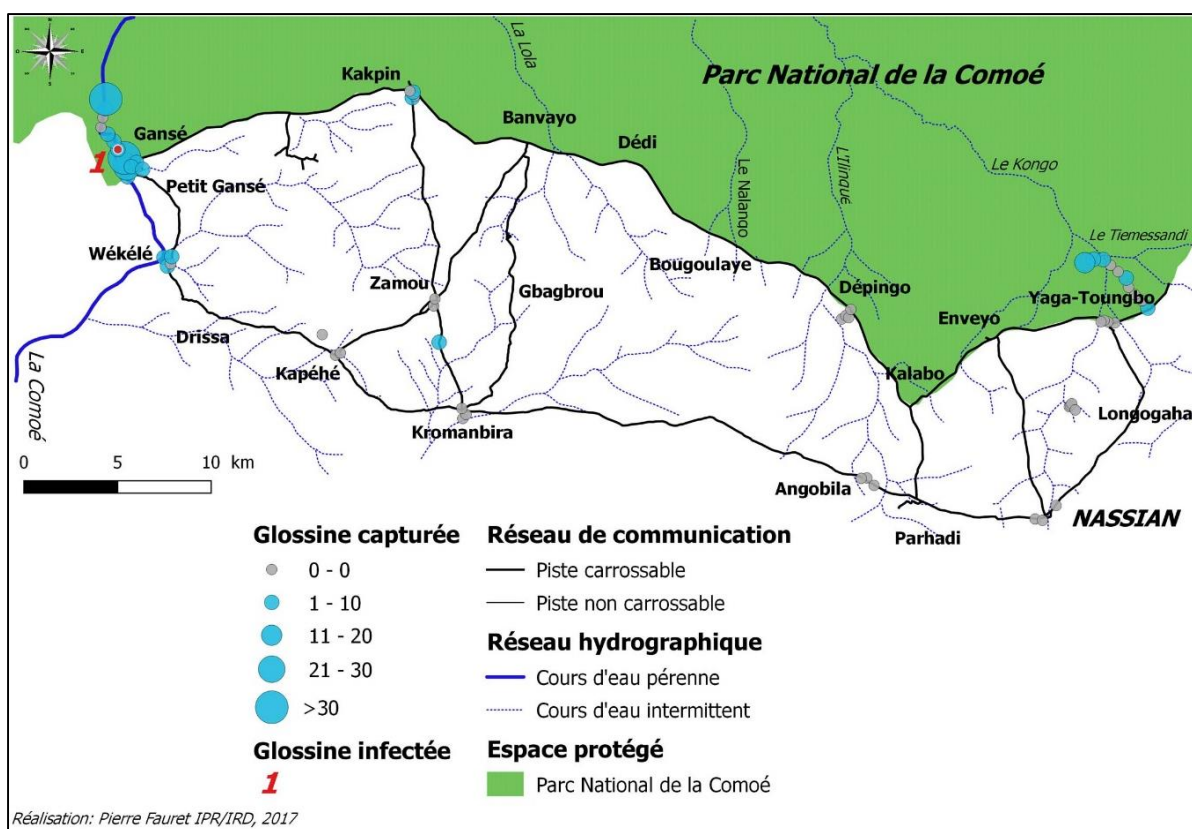 La Lola
Parc National de la Comoé
Kakpin
Banvayo
Gansé
Dédi
1
Petit Gansé
Le Nalango
L'Ilinqué
Le Kongo
Le Tiemessandi
Wékélé
Bougoulaye
Zamou
Gbagbrou
Dépingo
Yaga-Toungbo
Enveyo
Drissa
Kapéhé
Kalabo
La Comoé
Kromanbira
Longogaha
0 5 10 km
Angobila
NASSIAN
Parhadi
Glossine capturée
0 - 0
1 - 10
11 - 20
21 - 30
>30
Glossine infectée
1
Réseau de communication
Piste carrossable
Piste non carrossable
Réseau hydrographique
Cours d'eau pérenne
Cours d'eau intermittent
Espace protégé
Parc National de la Comoé
Réalisation: Pierre Fauret IPR/IRD, 2017